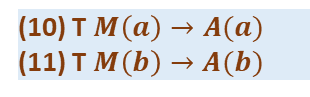 (10) T M(a) → A(a)
(11) T M(b) → A(b)